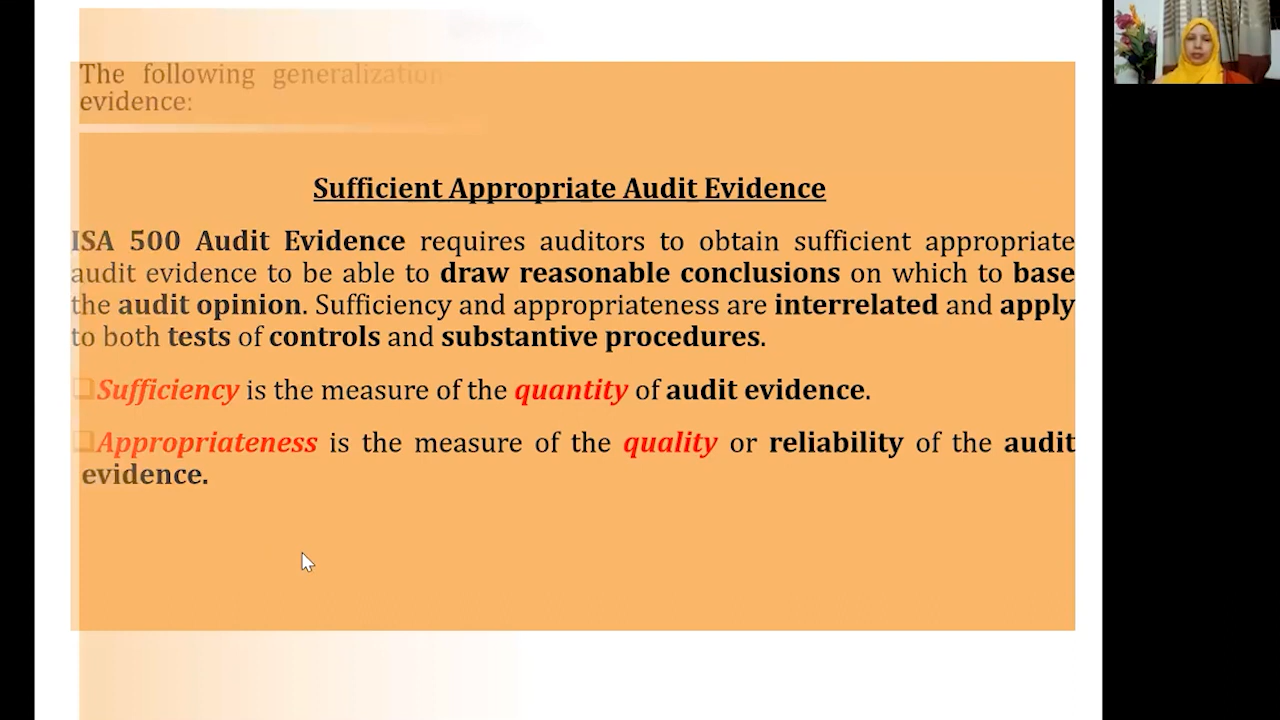 The following generalization
evidence:
Sufficient Appropriate Audit Evidence
ISA 500 Audit Evidence requires auditors to obtain sufficient appropriate
audit evidence to be able to draw reasonable conclusions on which to base
the audit opinion. Sufficiency and appropriateness are interrelated and apply
to both tests of controls and substantive procedures.
Sufficiency is the measure of the quantity of audit evidence.
Appropriateness is the measure of the quality or reliability of the audit
evidence.